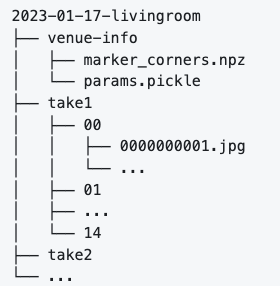 2023-01-17-livingroom
├── venue-info
│   ├── marker_corners.npz
│   └── params.pickle
├── take1
│   ├── 00
│   │   ├── 0000000001.jpg
│   │   └── ...
│   ├── 01
│   ├── ...
│   └── 14
├── take2
└── ...